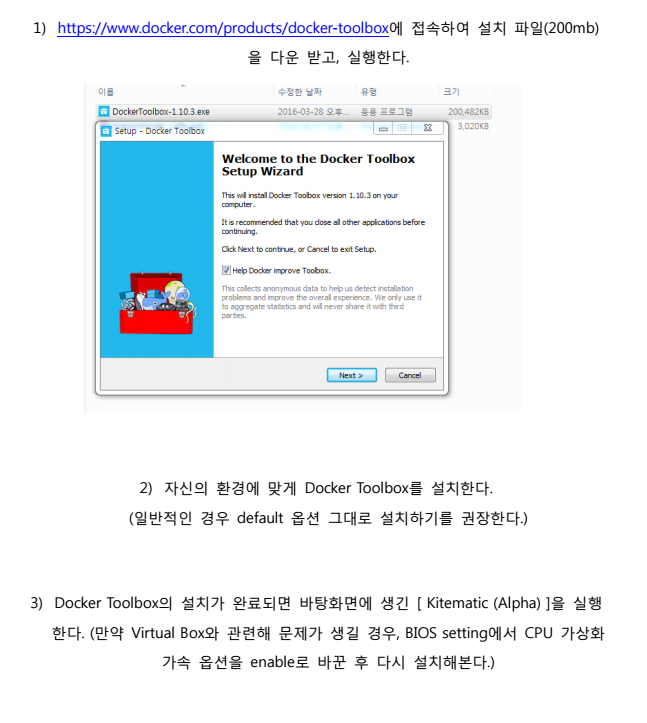 1) https://www.docker.com/products/docker-toolbox에 접속하여 설치 파일(200mb)
을 다운 받고, 실행한다.
이름 수정한 날짜 유형 크기
DockerToolbox-1.10.3.exe 2016-03-28 오후... 응용 프로그램 200,482KB
3,020KB
Setup - Docker Toolbox
Welcome to the Docker Toolbox
Setup Wizard
This will install Docker Toolbox version 1.10.3 on your
computer.
It is recommended that you close all other applications before
continuing.
Click Next to continue, or Cancel to exit Setup.
Help Docker improve Toolbox.
This collects anonymous data to help us detect installation
problems and improve the overall experience. We only use it
to aggregate statistics and will never share it with third
parties.
Next > Cancel
2) 자신의 환경에 맞게 Docker Toolbox를 설치한다.
(일반적인 경우 default 옵션 그대로 설치하기를 권장한다.)
3) Docker Toolbox의 설치가 완료되면 바탕화면에 생긴 [ Kitematic (Alpha) ]을 실행
한다. (만약 Virtual Box와 관련해 문제가 생길 경우, BIOS setting에서 CPU 가상화
가속 옵션을 enable로 바꾼 후 다시 설치해본다.)